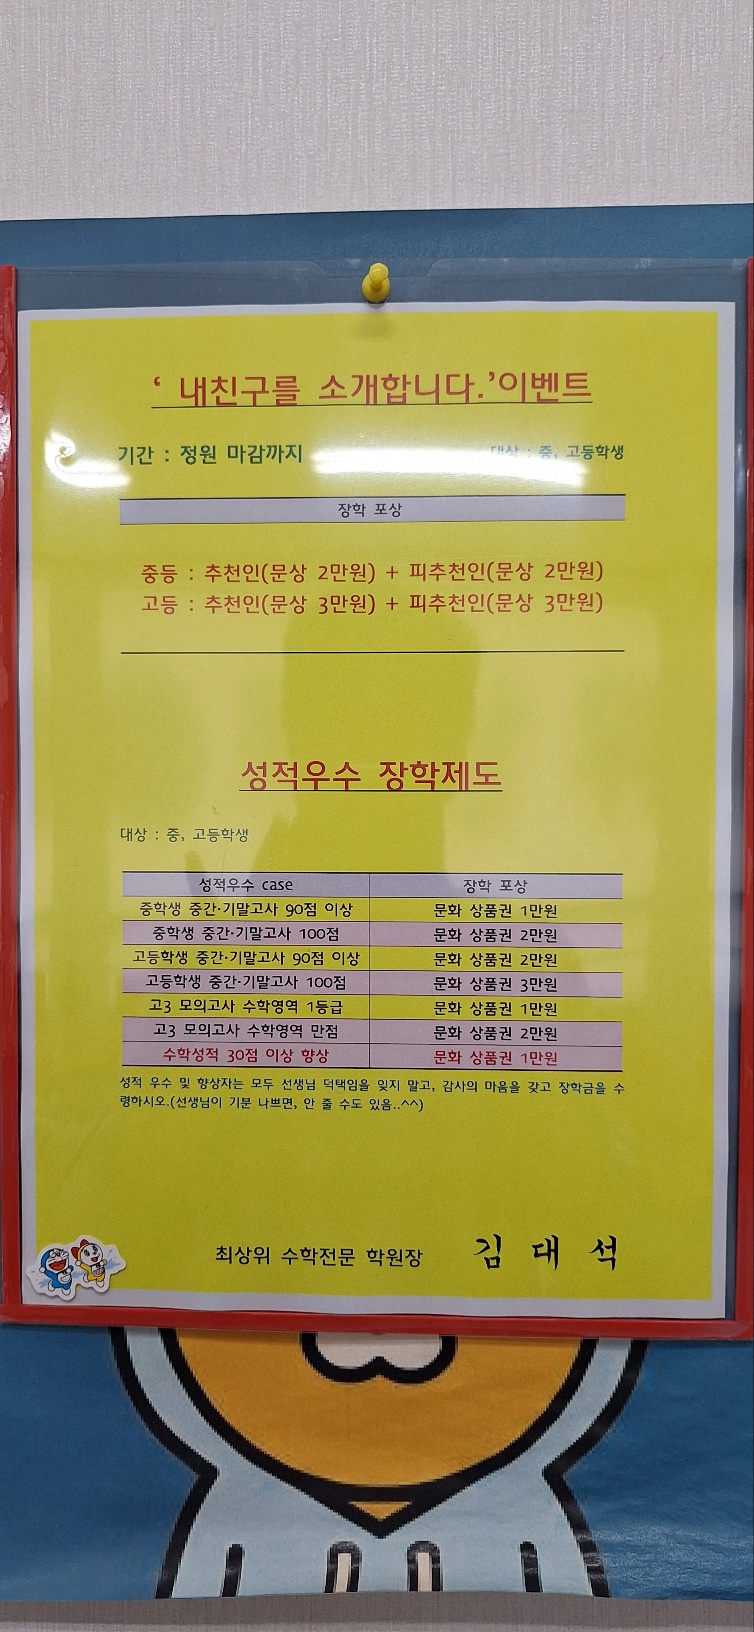 ‘ 내친구를 소개합니다.’이벤트
기간 : 정원 마감까지 대상 : 중, 고등학생
장학 포상
중등 : 추천인(문상 2만원) + 피추천인(문상 2만원)
고등 : 추천인(문상 3만원) + 피추천인(문상 3만원)
성적우수 장학제도
대상 : 중, 고등학생
성적우수 case 장학 포상
중학생 중간·기말고사 90점 이상 문화 상품권 1만원
중학생 중간·기말고사 100점 문화 상품권 2만원
고등학생 중간·기말고사 90점 이상 문화 상품권 2만원
고등학생 중간·기말고사 100점 문화 상품권 3만원
고3 모의고사 수학영역 1등급 문화 상품권 1만원
고3 모의고사 수학영역 만점 문화 상품권 2만원
수학성적 30점 이상 향상 문화 상품권 1만원
성적 우수 및 향상자는 모두 선생님 덕택임을 잊지 말고, 감사의 마음을 갖고 장학금을 수
령하시오.(선생님이 기분 나쁘면, 안 줄 수도 있음..^^)
최상위 수학전문 학원장 김 대 석